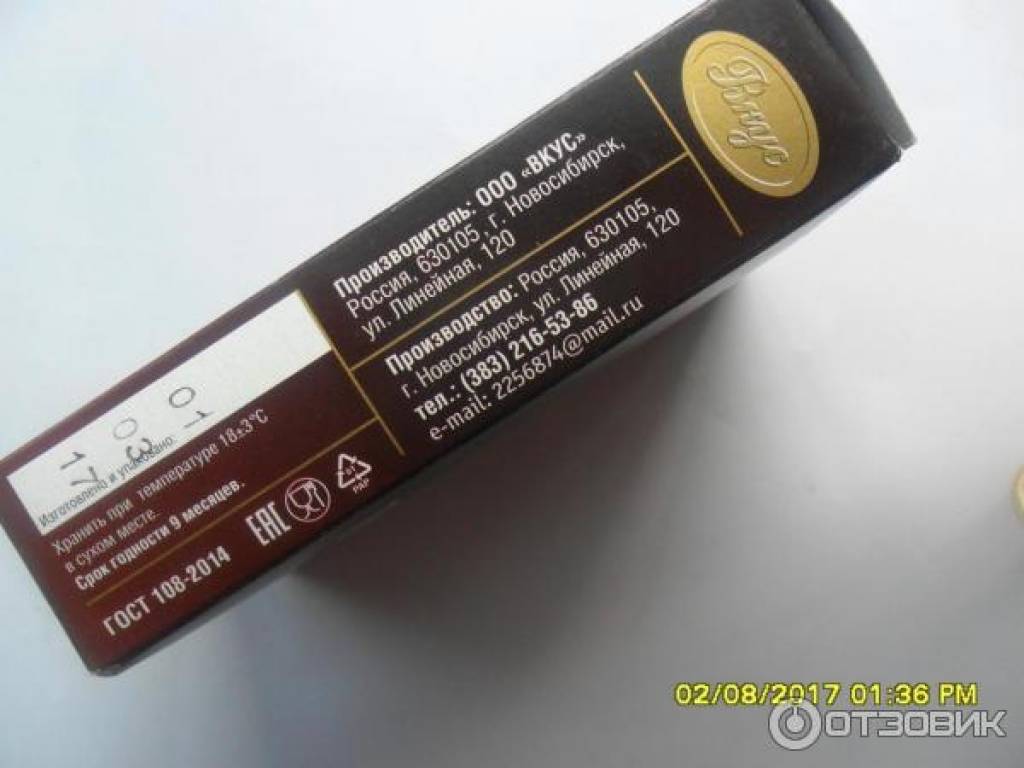 Вкус
Производитель: ООО «ВКУС»
Россия, 630105, г. Новосибирск,
ул. Линейная, 120
Производство: Россия, 630105,
г. Новосибирск, ул. Линейная, 120
тел.: (383) 216-53-86
e-mail: 2256874@mail.ru
01 03 17
Изготовлено и упаковано:
Хранить при температуре 18±3°С
в сухом месте.
Срок годности 9 месяцев.
ГОСТ 108-2014
EAC
PAP
02/08/2017 01:36 PM
ОТЗОВИК